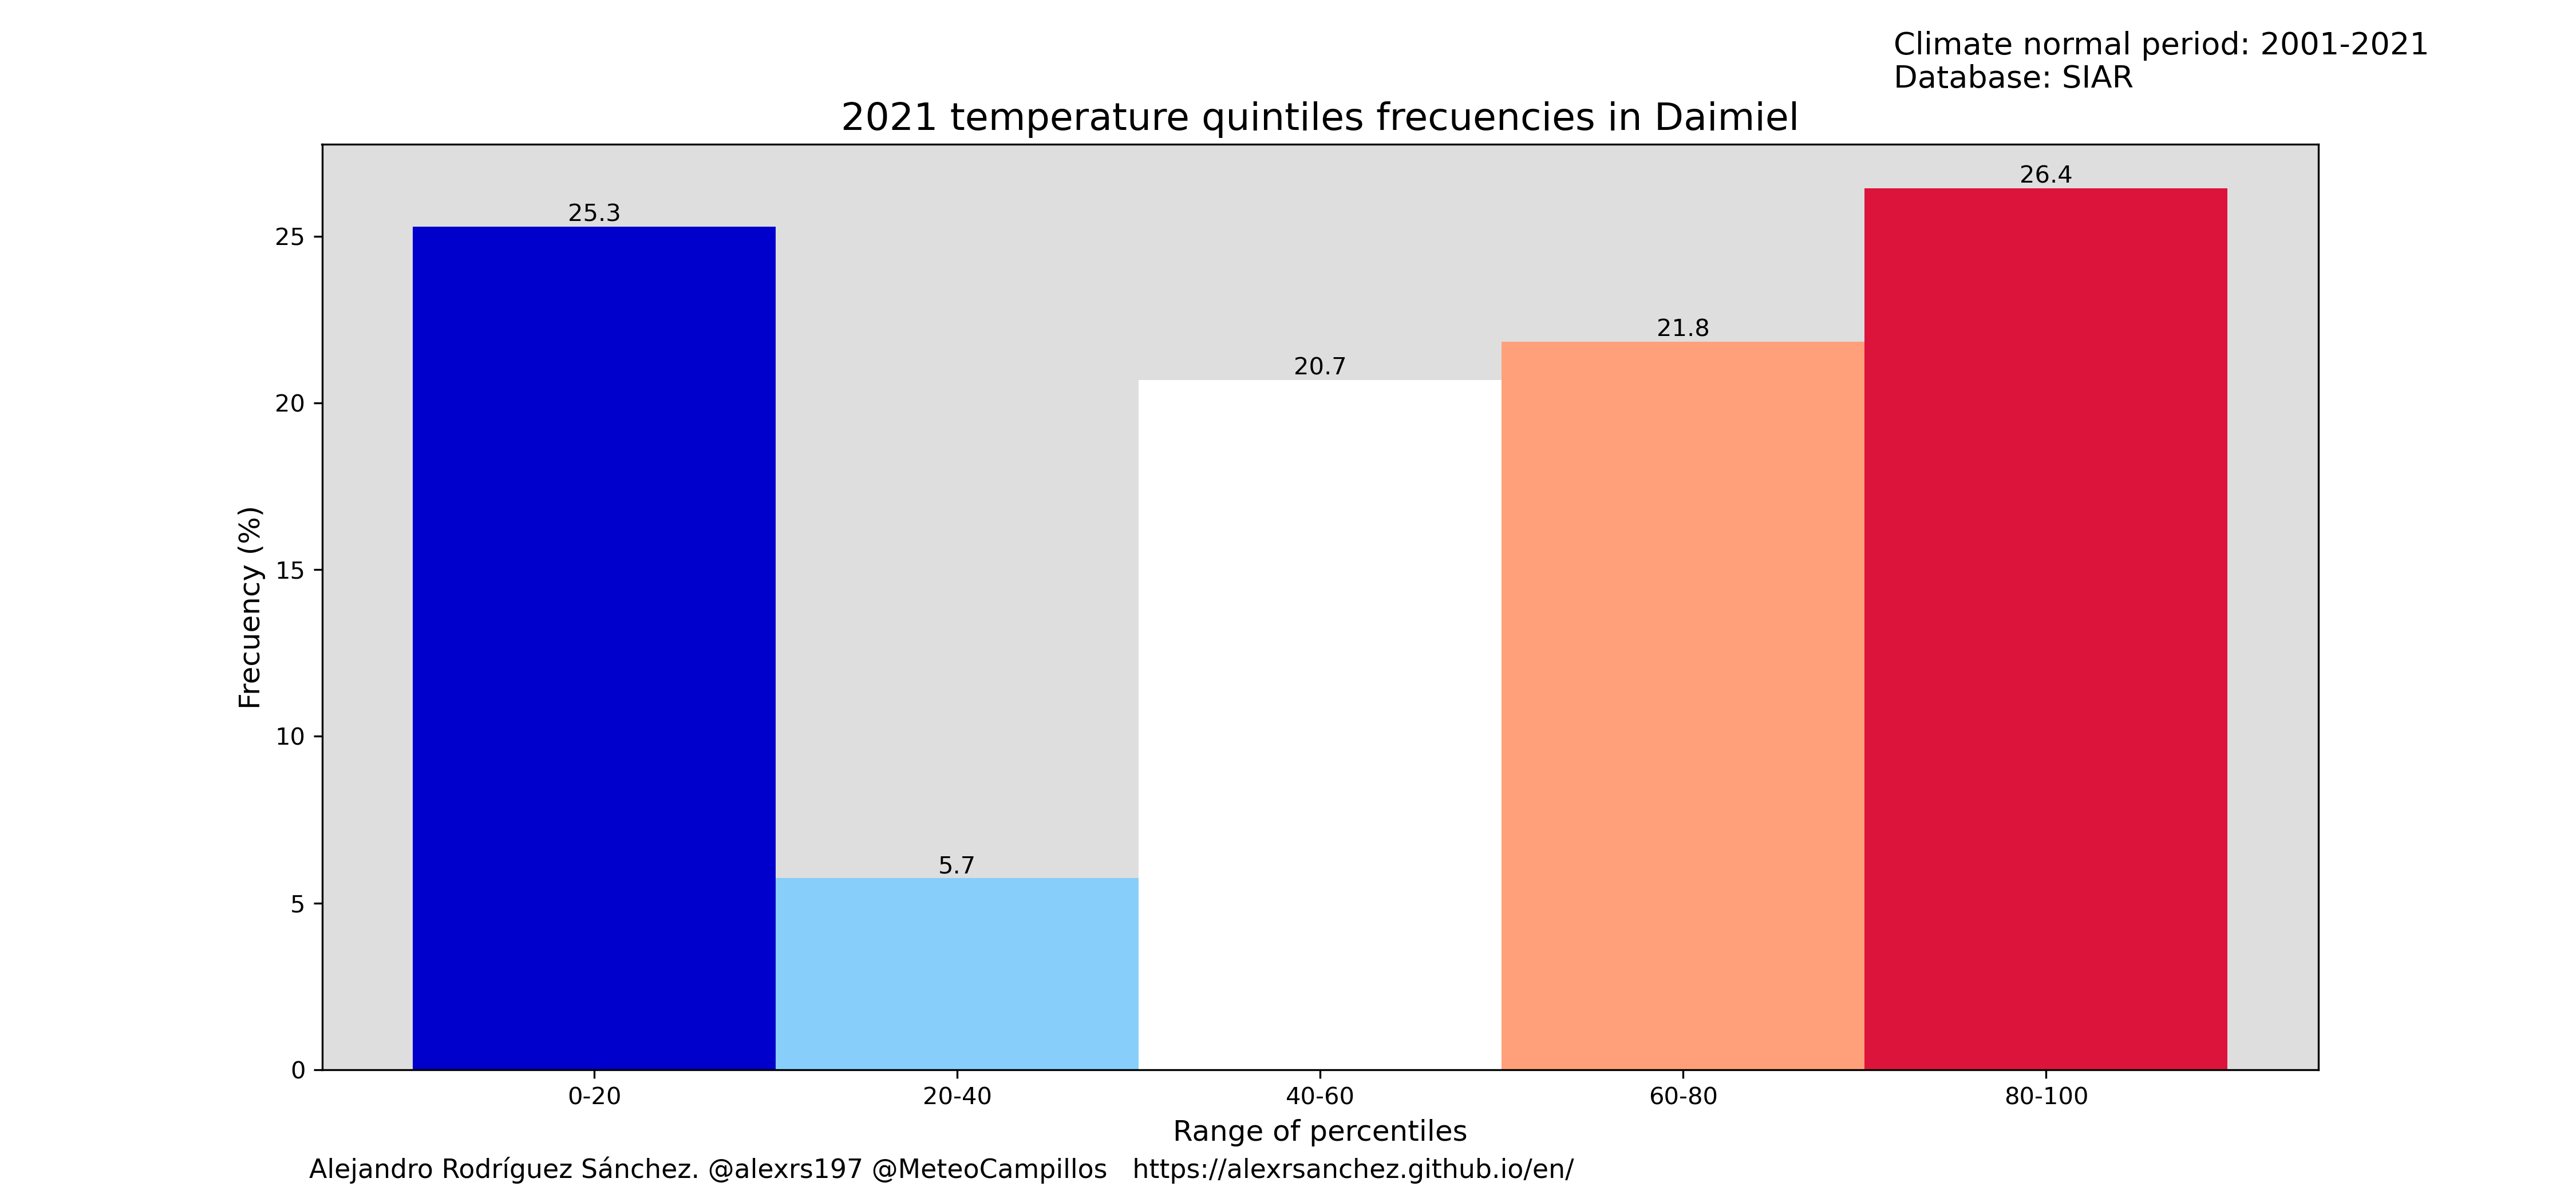 Climate normal period: 2001-2021
Database: SIAR
2021 temperature quintiles frecuencies in Daimiel
26.4
25.3
25
21.8
20.7
20
Frecuency (%)
15
10
5.7
5
0
0-20 20-40 40-60 60-80 80-100
Range of percentiles
Alejandro Rodríguez Sánchez. @alexrs197 @MeteoCampillos https://alexrsanchez.github.io/en/